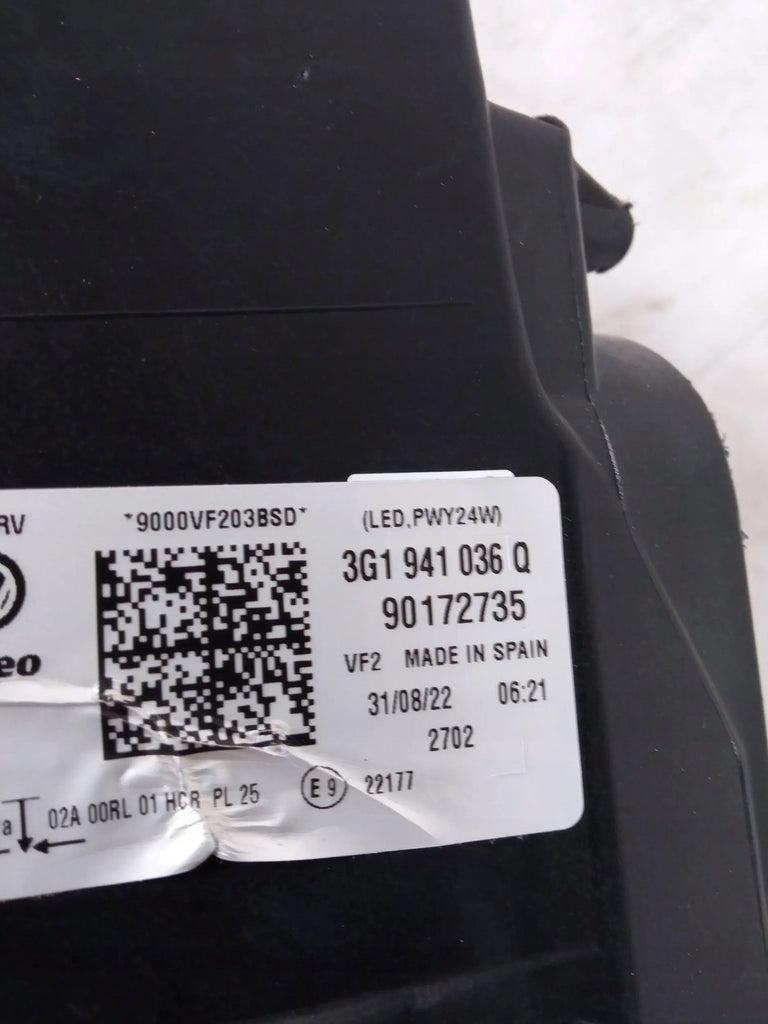 RV *9000VF203BSD* (LED,PWY24W)
3G1 941 036 Q
90172735
eo VF2 MADE IN SPAIN
31/08/22 06:21
2702
a 02A 00RL 01 HCR PL 25 E9 22177